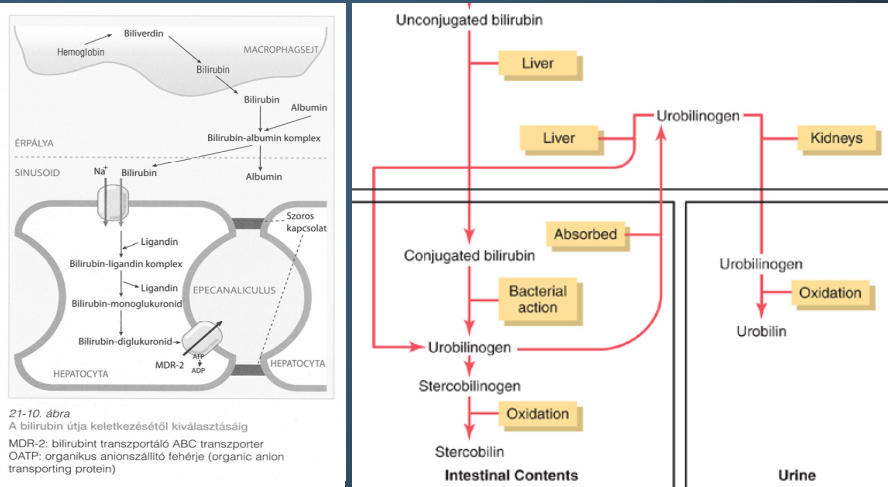 Biliverdin
Hemoglobin
MACROPHAGSEJT
Bilirubin
Bilirubin
Albumin
Bilirubin-albumin komplex
ÉRPÁLYA
SINUSOID
Na+
Bilirubin
Albumin
Szoros
kapcsolat
Ligandin
Bilirubin-ligandin komplex
Ligandin
EPECANALICULUS
Bilirubin-monoglukuronid
Bilirubin-diglukuronid
ATP
MDR-2
ADP
HEPATOCYTA
HEPATOCYTA
21-10. ábra
A bilirubin útja keletkezésétől kiválasztásáig
MDR-2: bilirubint transzportáló ABC transzporter
OATP: organikus anionszállító fehérje (organic anion
transporting protein)
Unconjugated bilirubin
Liver
Urobilinogen
Liver
Kidneys
Absorbed
Conjugated bilirubin
Bacterial
action
Urobilinogen
Stercobilinogen
Oxidation
Stercobilin
Intestinal Contents
Urobilinogen
Oxidation
Urobilin
Urine